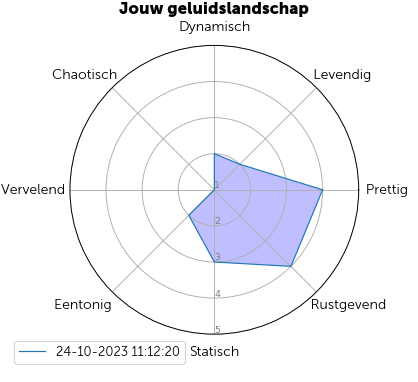 Jouw geluidslandschap
Dynamisch
Chaotisch
Levendig
Vervelend
Prettig
1
2
3
4
5
Eentonig
Rustgevend
24-10-2023 11:12:20
Statisch